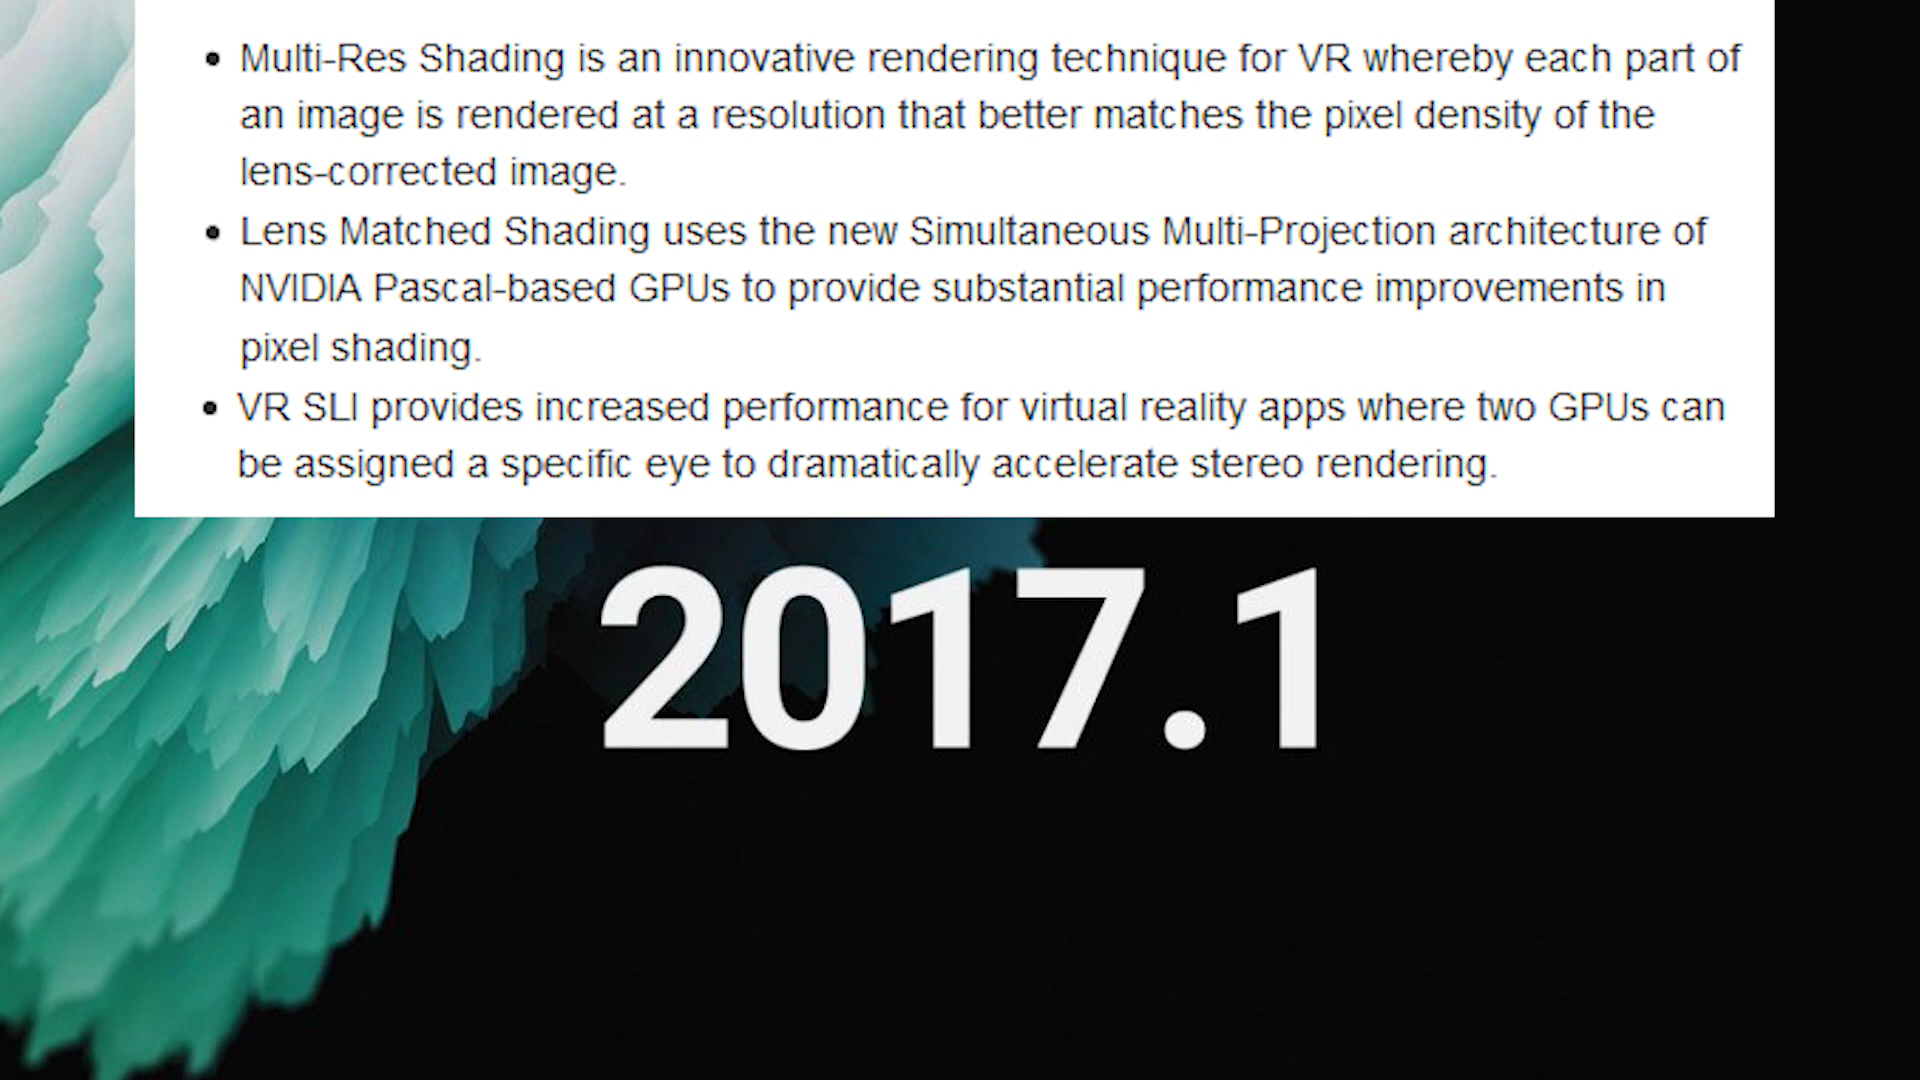 • Multi-Res Shading is an innovative rendering technique for VR whereby each part of
an image is rendered at a resolution that better matches the pixel density of the
lens-corrected image.
• Lens Matched Shading uses the new Simultaneous Multi-Projection architecture of
NVIDIA Pascal-based GPUs to provide substantial performance improvements in
pixel shading.
• VR SLI provides increased performance for virtual reality apps where two GPUs can
be assigned a specific eye to dramatically accelerate stereo rendering.
2017.1